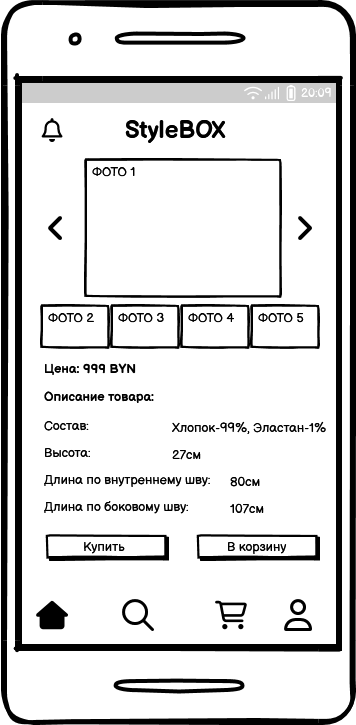 20:09
StyleBOX
ФОТО 1
ФОТО 2 ФОТО 3 ФОТО 4 ФОТО 5
Цена: 999 BYN
Описание товара:
Состав: Хлопок-99%, Эластан-1%
Высота: 27см
Длина по внутреннему шву: 80см
Длина по боковому шву: 107см
Купить В корзину